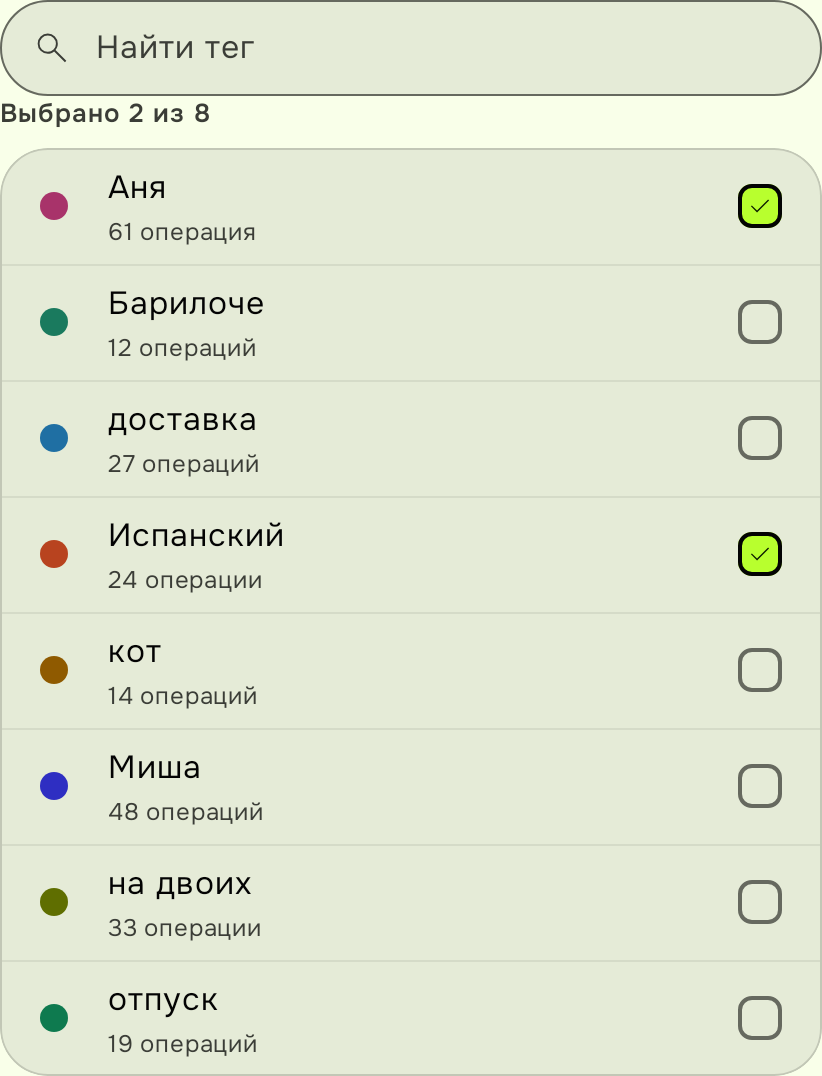 Найти тег
Выбрано 2 из 8
Аня
61 операция
Барилоче
12 операций
доставка
27 операций
Испанский
24 операции
кот
14 операций
Миша
48 операций
на двоих
33 операции
отпуск
19 операций